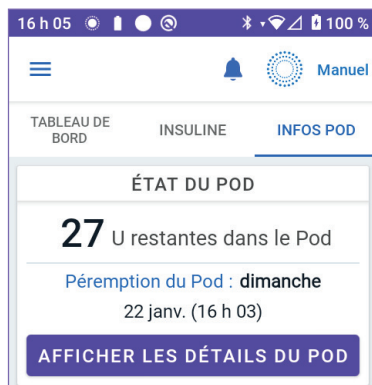 16 h 05 100 %
Manuel
TABLEAU DE
BORD
INSULINE
INFOS POD
ÉTAT DU POD
27 U restantes dans le Pod
Péremption du Pod : dimanche
22 janv. (16 h 03)
AFFICHER LES DÉTAILS DU POD